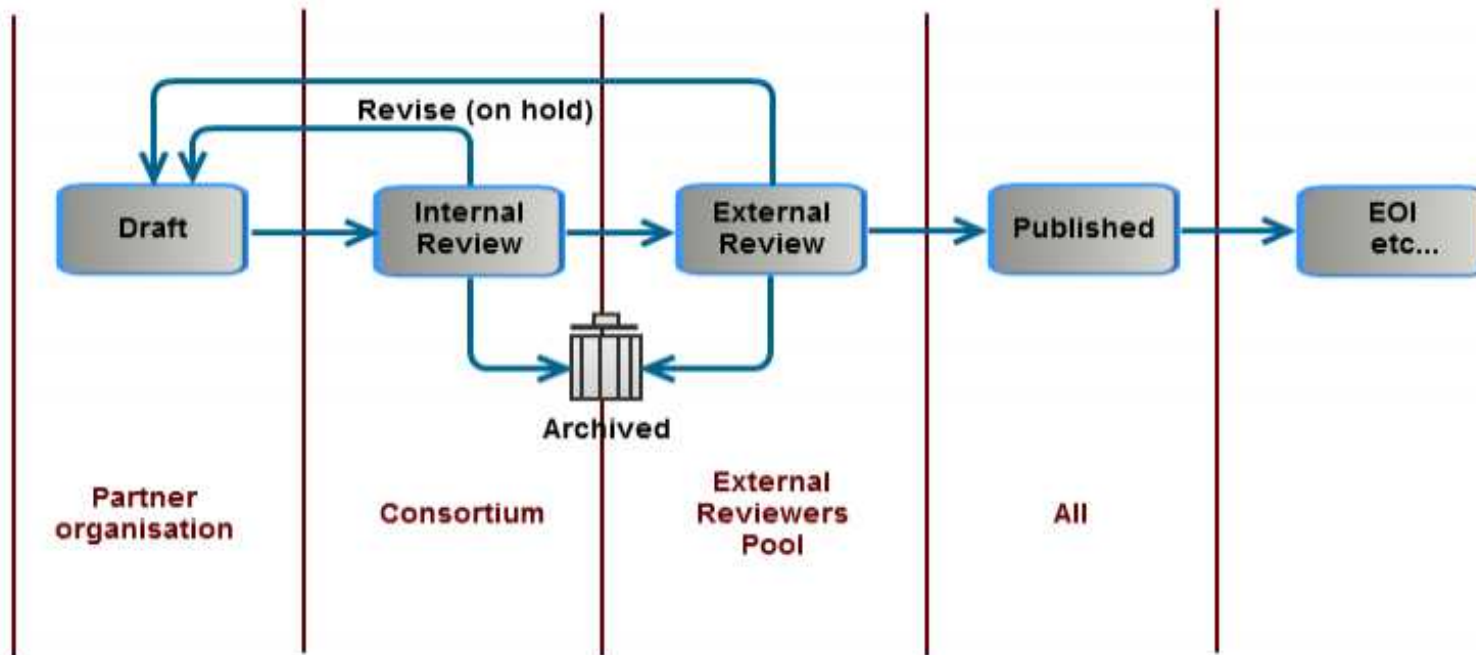 Revise (on hold)
Draft
Internal
Review
External
Review
Published
EOI
etc...
Archived
Partner
organisation
Consortium
External
Reviewers
Pool
All